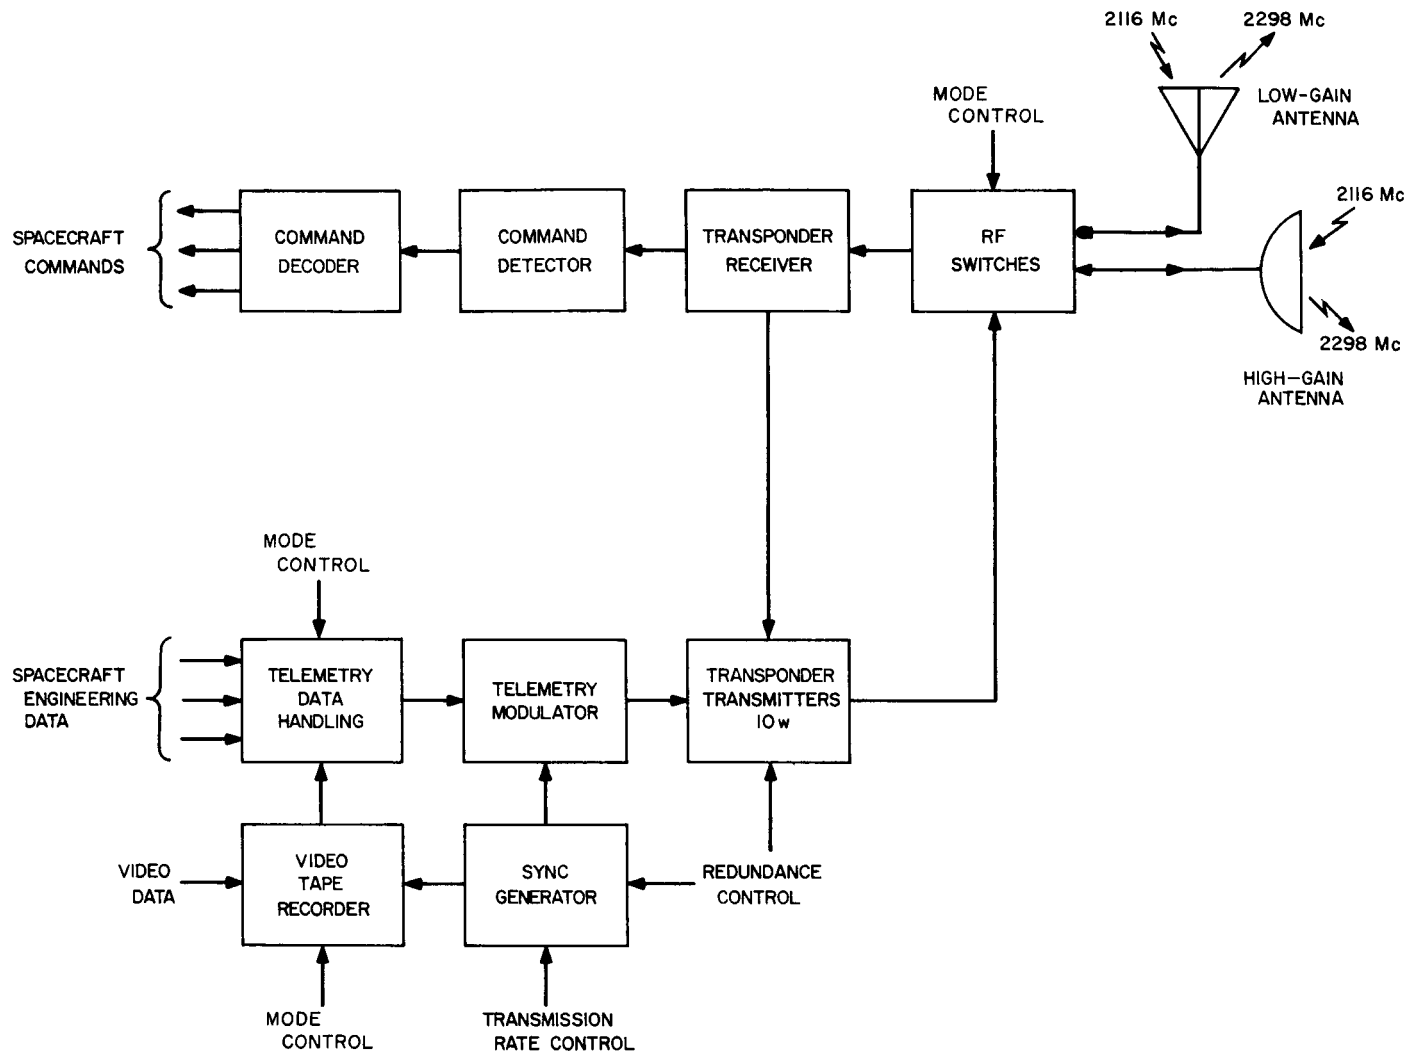 2116 Mc
2298 Mc
LOW-GAIN
ANTENNA
MODE
CONTROL
2116 Mc
SPACECRAFT
COMMANDS
COMMAND
DECODER
COMMAND
DETECTOR
TRANSPONDER
RECEIVER
RF
SWITCHES
2298 Mc
HIGH-GAIN
ANTENNA
MODE
CONTROL
SPACECRAFT
ENGINEERING
DATA
TELEMETRY
DATA
HANDLING
TELEMETRY
MODULATOR
TRANSPONDER
TRANSMITTERS
10 w
VIDEO
DATA
VIDEO
TAPE
RECORDER
SYNC
GENERATOR
REDUNDANCE
CONTROL
MODE
CONTROL
TRANSMISSION
RATE CONTROL